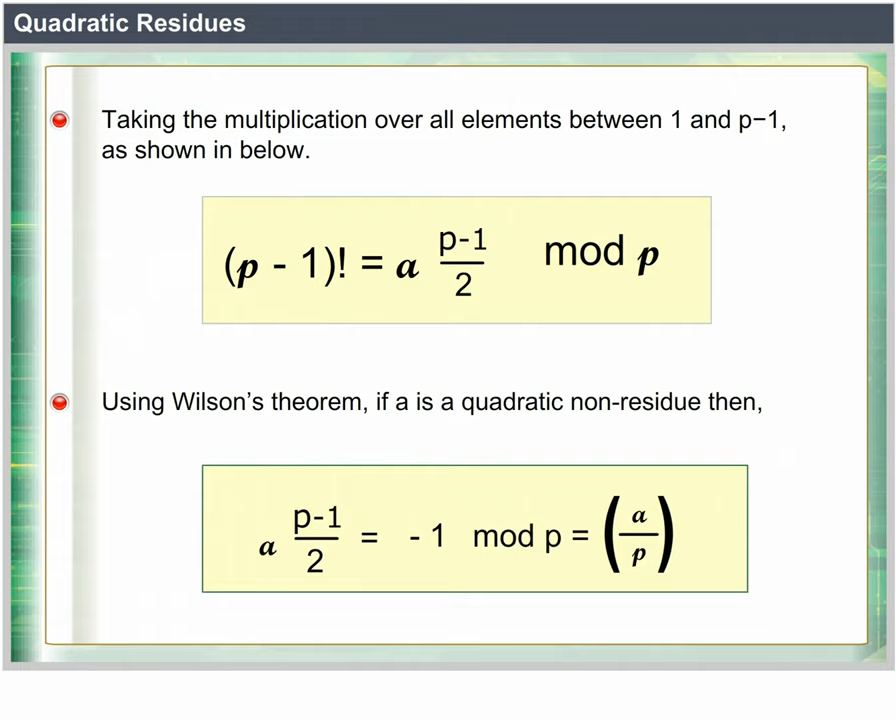 Quadratic Residues
Taking the multiplication over all elements between 1 and p−1,
as shown in below.
(p - 1)! = a p-1/2 mod p
Using Wilson's theorem, if a is a quadratic non-residue then,
a p-1/2 = - 1 mod p = (a/p)